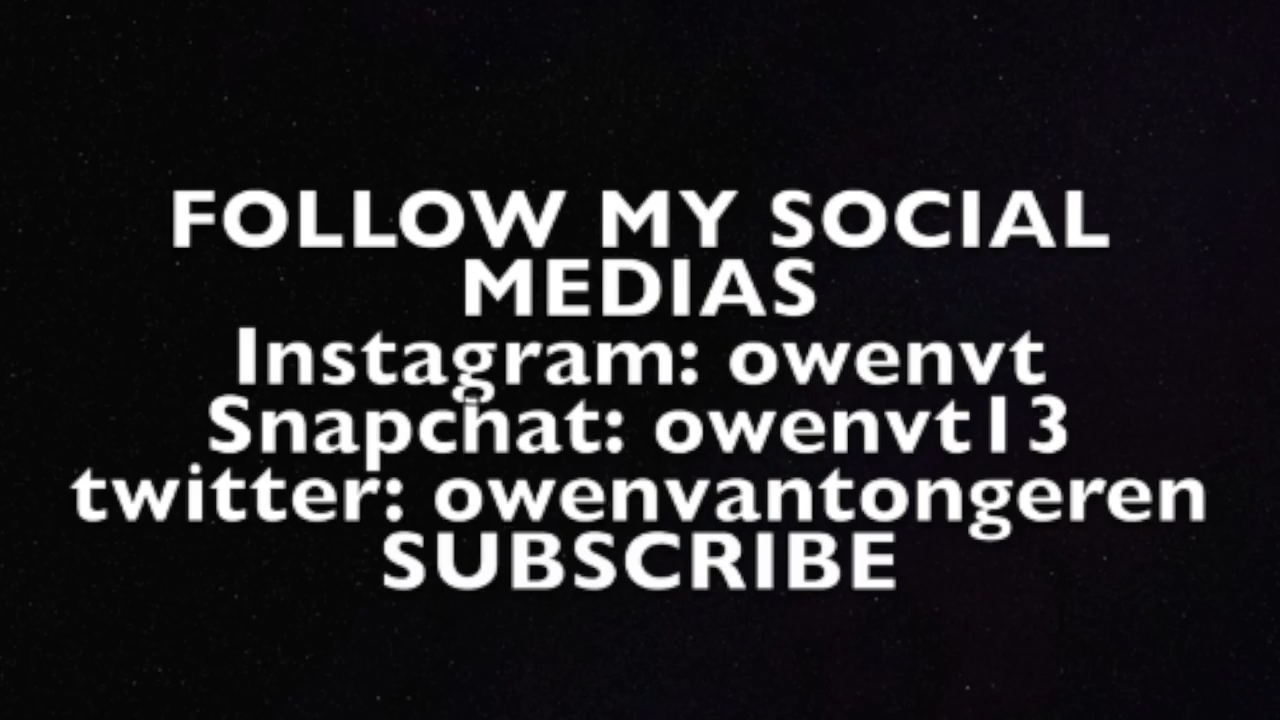 FOLLOW MY SOCIAL
MEDIAS
Instagram: owenvt
Snapchat: owenvt13
twitter: owenvantongeren
SUBSCRIBE